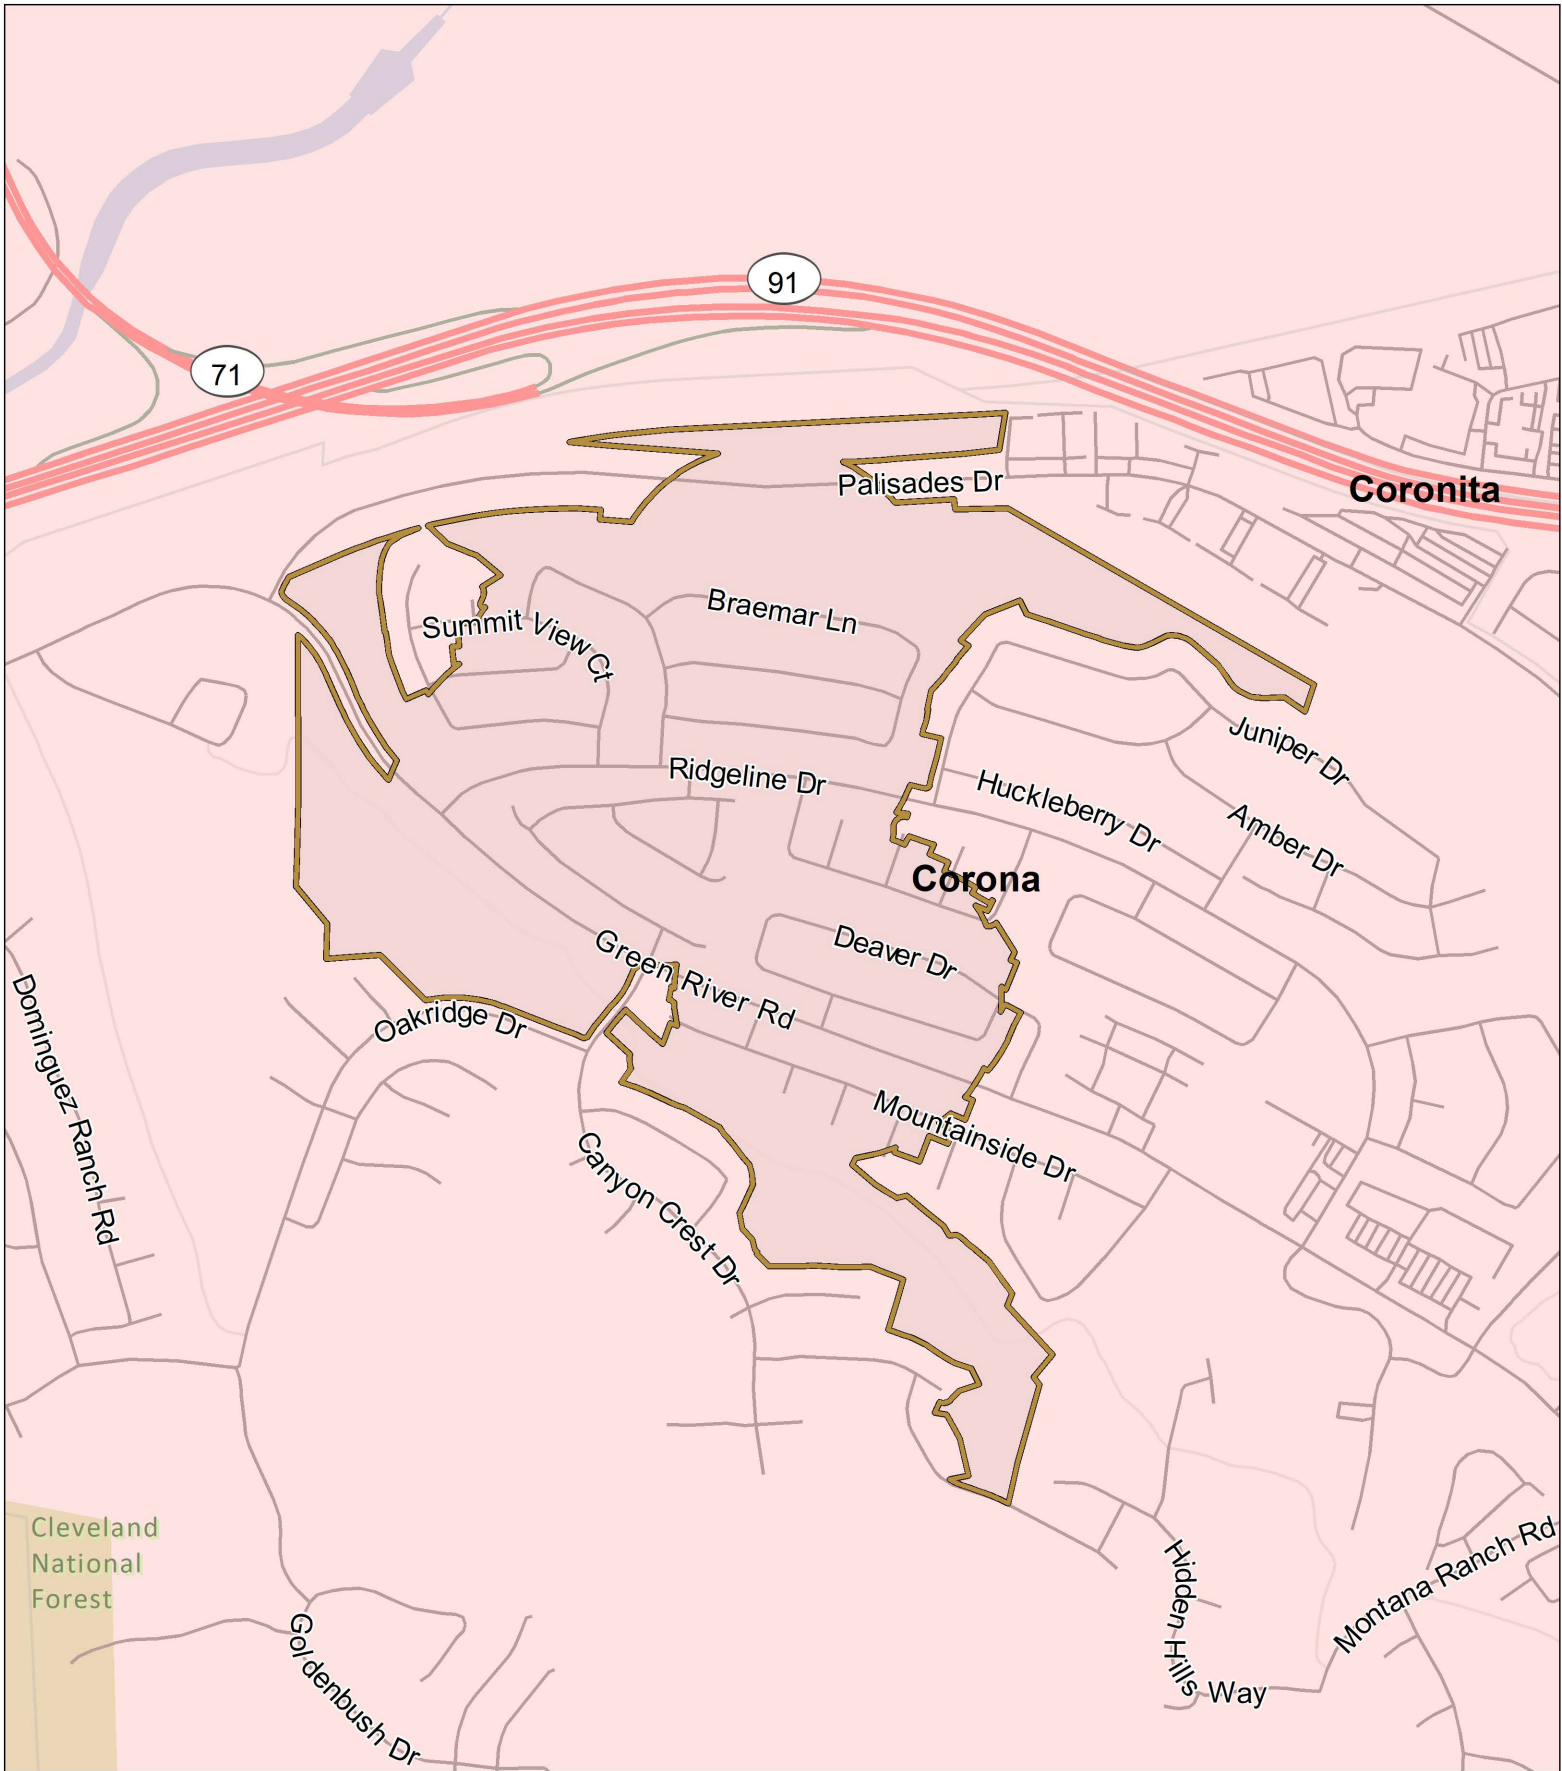 91
71
Coronita
Palisades Dr
Braemar Ln
Summit View Ct
Juniper Dr
Ridgeline Dr
Huckleberry Dr
Amber Dr
Corona
Deaver Dr
Green River Rd
Oakridge Dr
Dominguez Ranch Rd
Mountainside Dr
Canyon Crest Dr
Cleveland
National
Forest
Hidden Hills Way
Montana Ranch Rd
Goldenbush Dr